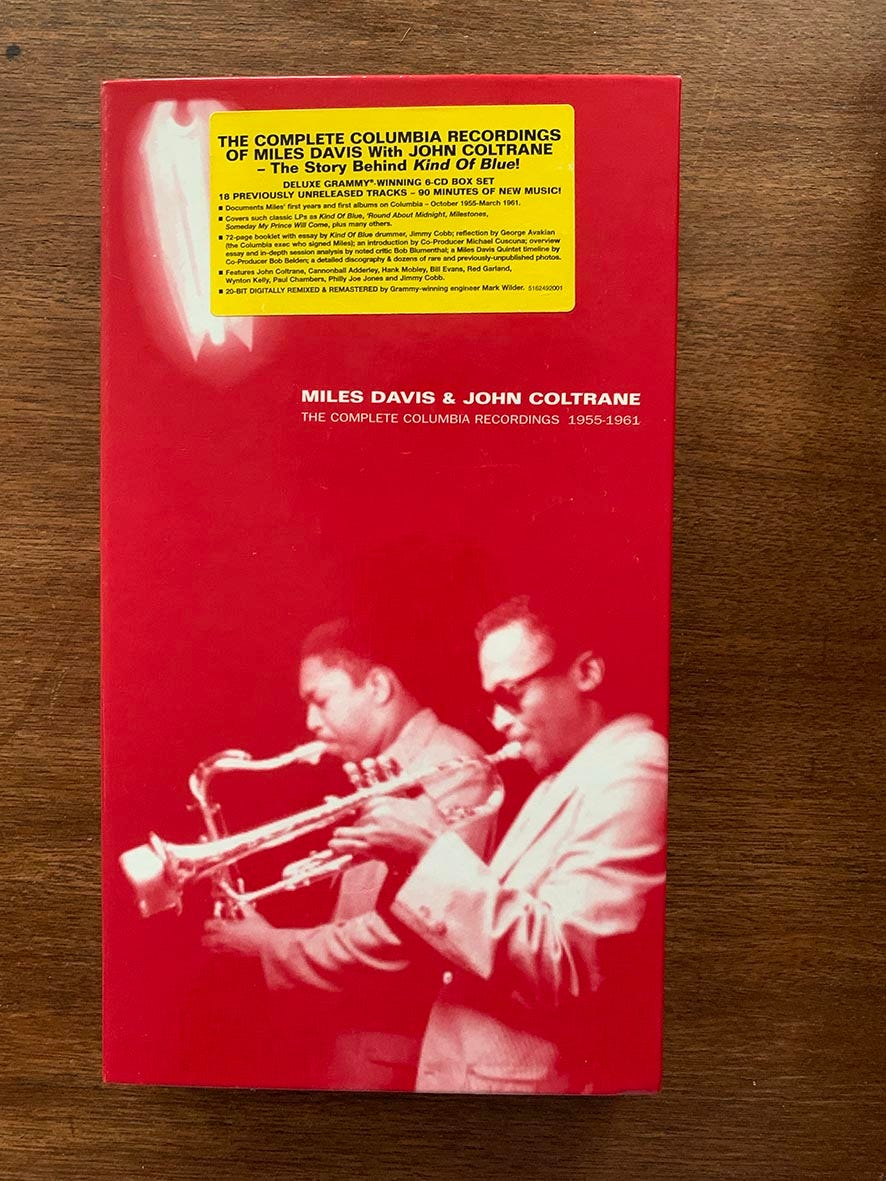 THE COMPLETE COLUMBIA RECORDINGS
OF MILES DAVIS With JOHN COLTRANE
– The Story Behind Kind Of Blue!
DELUXE GRAMMY®-WINNING 6-CD BOX SET
18 PREVIOUSLY UNRELEASED TRACKS – 90 MINUTES OF NEW MUSIC!
■ Documents Miles' first years and first albums on Columbia – October 1955-March 1961.
■ Covers such classic LPs as Kind Of Blue, 'Round About Midnight, Milestones,
Someday My Prince Will Come, plus many others.
■ 72-page booklet with essay by Kind Of Blue drummer, Jimmy Cobb; reflection by George Avakian
(the Columbia exec who signed Miles); an introduction by Co-Producer Michael Cuscuna; overview
essay and in-depth session analysis by noted critic Bob Blumenthal; a Miles Davis Quintet timeline by
Co-Producer Bob Belden; a detailed discography & dozens of rare and previously-unpublished photos.
■ Features John Coltrane, Cannonball Adderley, Hank Mobley, Bill Evans, Red Garland,
Wynton Kelly, Paul Chambers, Philly Joe Jones and Jimmy Cobb.
■ 20-BIT DIGITALLY REMIXED & REMASTERED by Grammy-winning engineer Mark Wilder. 5162492001
MILES DAVIS & JOHN COLTRANE
THE COMPLETE COLUMBIA RECORDINGS 1955-1961